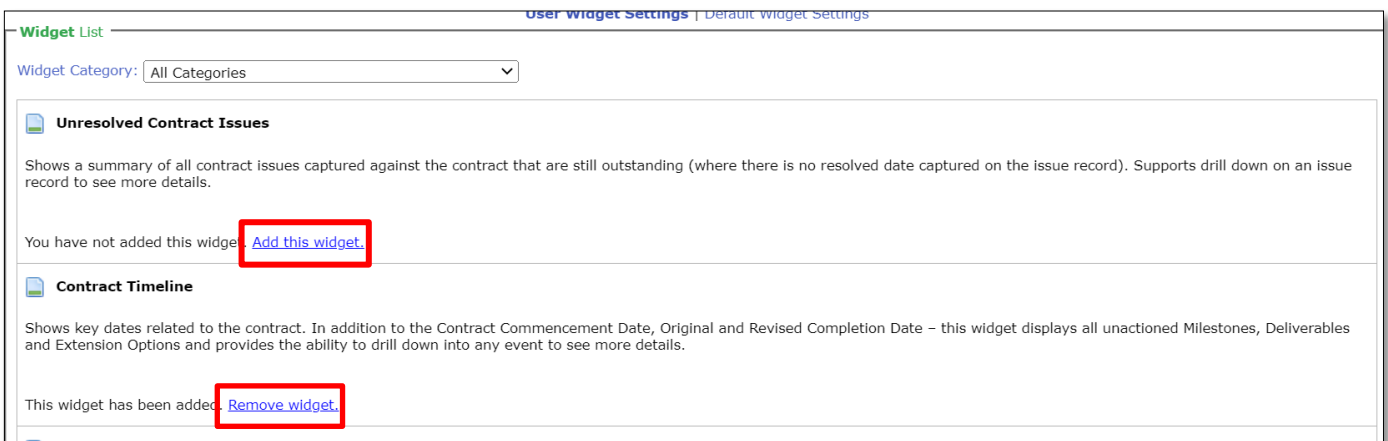 User Widget Settings | Default Widget Settings
Widget List
Widget Category: All Categories
Unresolved Contract Issues
Shows a summary of all contract issues captured against the contract that are still outstanding (where there is no resolved date captured on the issue record). Supports drill down on an issue
record to see more details.
You have not added this widget. Add this widget.
Contract Timeline
Shows key dates related to the contract. In addition to the Contract Commencement Date, Original and Revised Completion Date – this widget displays all unactioned Milestones, Deliverables
and Extension Options and provides the ability to drill down into any event to see more details.
This widget has been added. Remove widget.